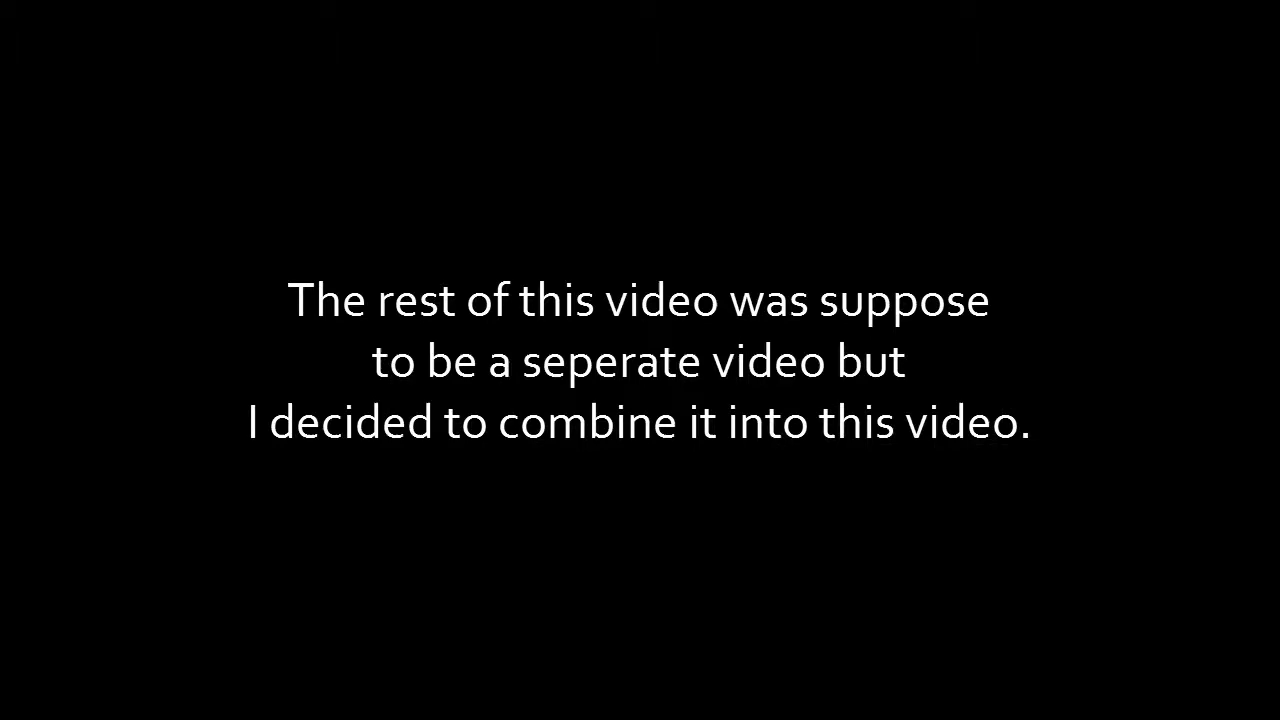 The rest of this video was suppose
to be a seperate video but
I decided to combine it into this video.